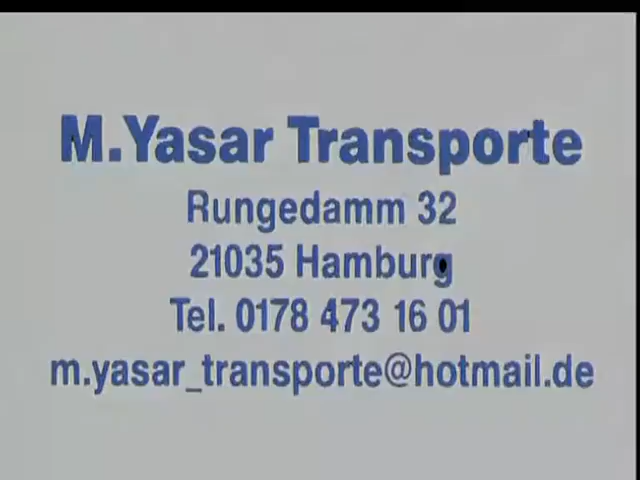 M.Yasar Transporte
Rungedamm 32
21035 Hamburg
Tel. 0178 473 16 01
m.yasar_transporte@hotmail.de